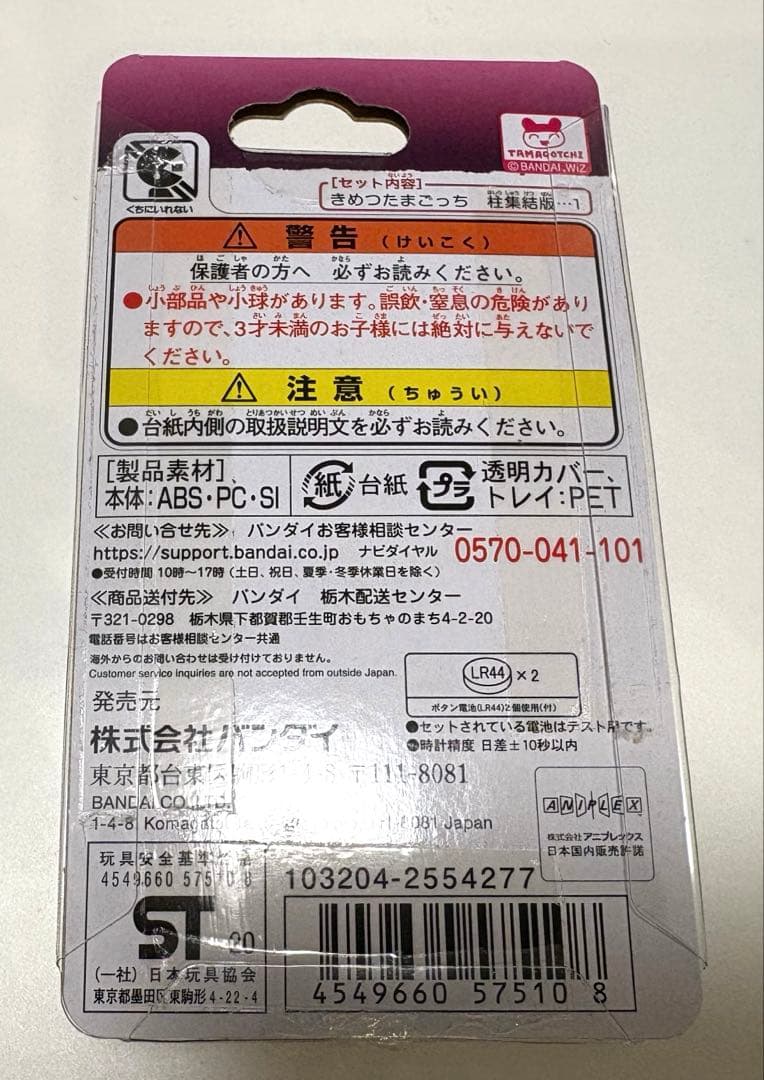 TAMAGOTCHI
©BANDAI,WiZ
くちにいれない
[セット内容]
きめつたまごっち 柱集結版…1
警告（けいこく）
保護者の方へ 必ずお読みください。
●小部品や小球があります。誤飲・窒息の危険があり
ますので、3才未満のお子様には絶対に与えないで
ください。
注意（ちゅうい）
●台紙内側の取扱説明文を必ずお読みください。
[製品素材]、
本体：ABS・PC・SI
紙 台紙
プラ 透明カバー、
トレイ：PET
≪お問い合せ先≫ バンダイお客様相談センター
https://support.bandai.co.jp ナビダイヤル 0570-041-101
●受付時間 10時～17時（土日、祝日、夏季・冬季休業日を除く）
≪商品送付先≫ バンダイ 栃木配送センター
〒321-0298 栃木県下都賀郡壬生町おもちゃのまち4-2-20
電話番号はお客様相談センター共通
海外からのお問い合わせは受け付けておりません。
Customer service inquiries are not accepted from outside Japan.
LR44 ×2
ボタン電池(LR44)2個使用(付)
●セットされている電池はテスト用です。
●時計精度 日差±10秒以内
発売元
株式会社バンダイ
東京都台東区 〒111-8081
BANDAI CO.,LTD.
1-4-8, 8081 Japan
ANIPLEX
株式会社アニプレックス
日本国内販売許諾
玩具安全基準
4549660 57510 8
ST
(一社)日本玩具協会
東京都墨田区東駒形4-22-4
103204-2554277
4549660 575108